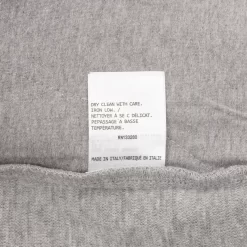 DRY CLEAN WITH CARE.
IRON LOW. /
NETTOYER A SEC DÉLICAT.
REPASSAGE A BASSE
TEMPERATURE.
MADE IN ITALY/FABRIQUÉ EN ITALIE